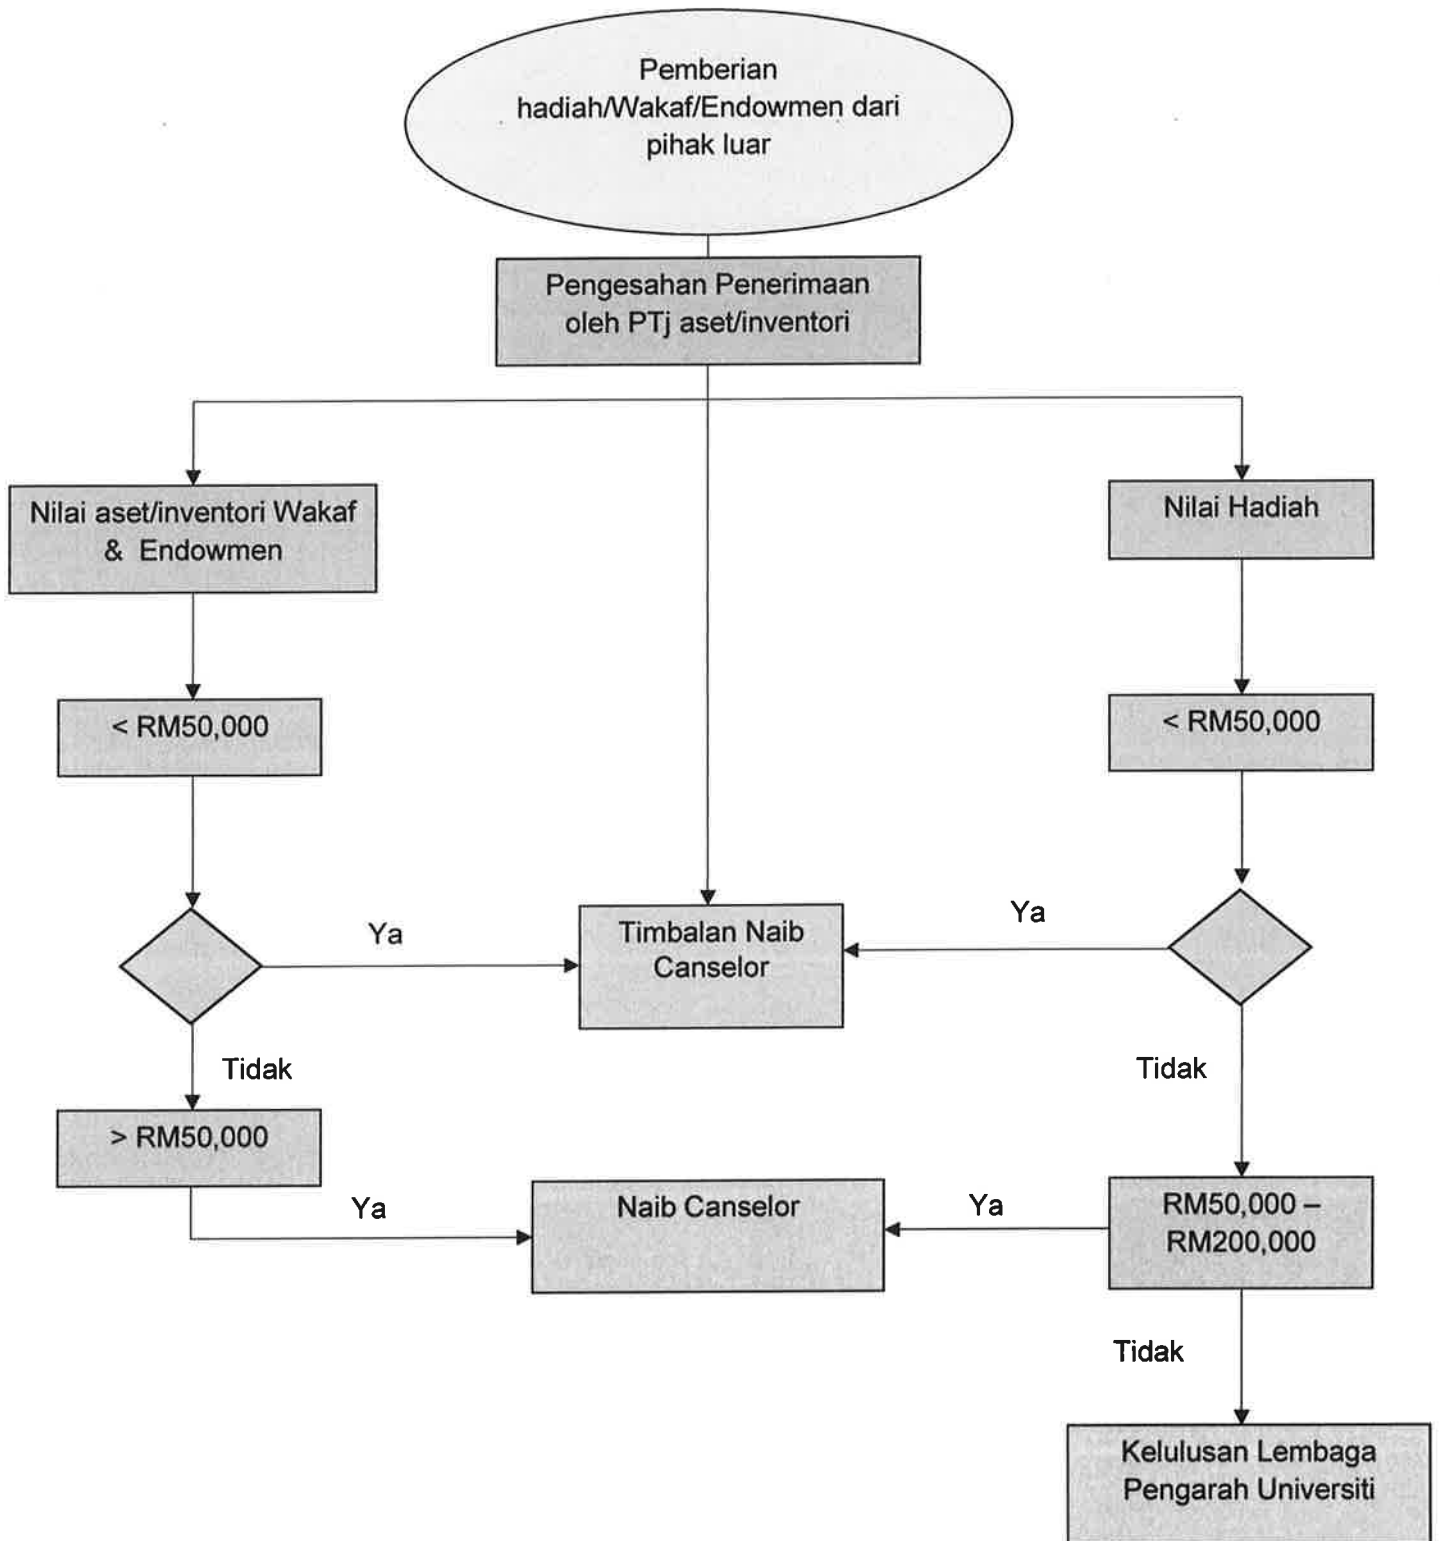 Pemberian
hadiah/Wakaf/Endowmen dari
pihak luar
Pengesahan Penerimaan
oleh PTj aset/inventori
Nilai aset/inventori Wakaf
& Endowmen
Nilai Hadiah
< RM50,000
< RM50,000
Ya
Timbalan Naib
Canselor
Ya
Tidak
Tidak
> RM50,000
Ya
Naib Canselor
Ya
RM50,000 –
RM200,000
Tidak
Kelulusan Lembaga
Pengarah Universiti